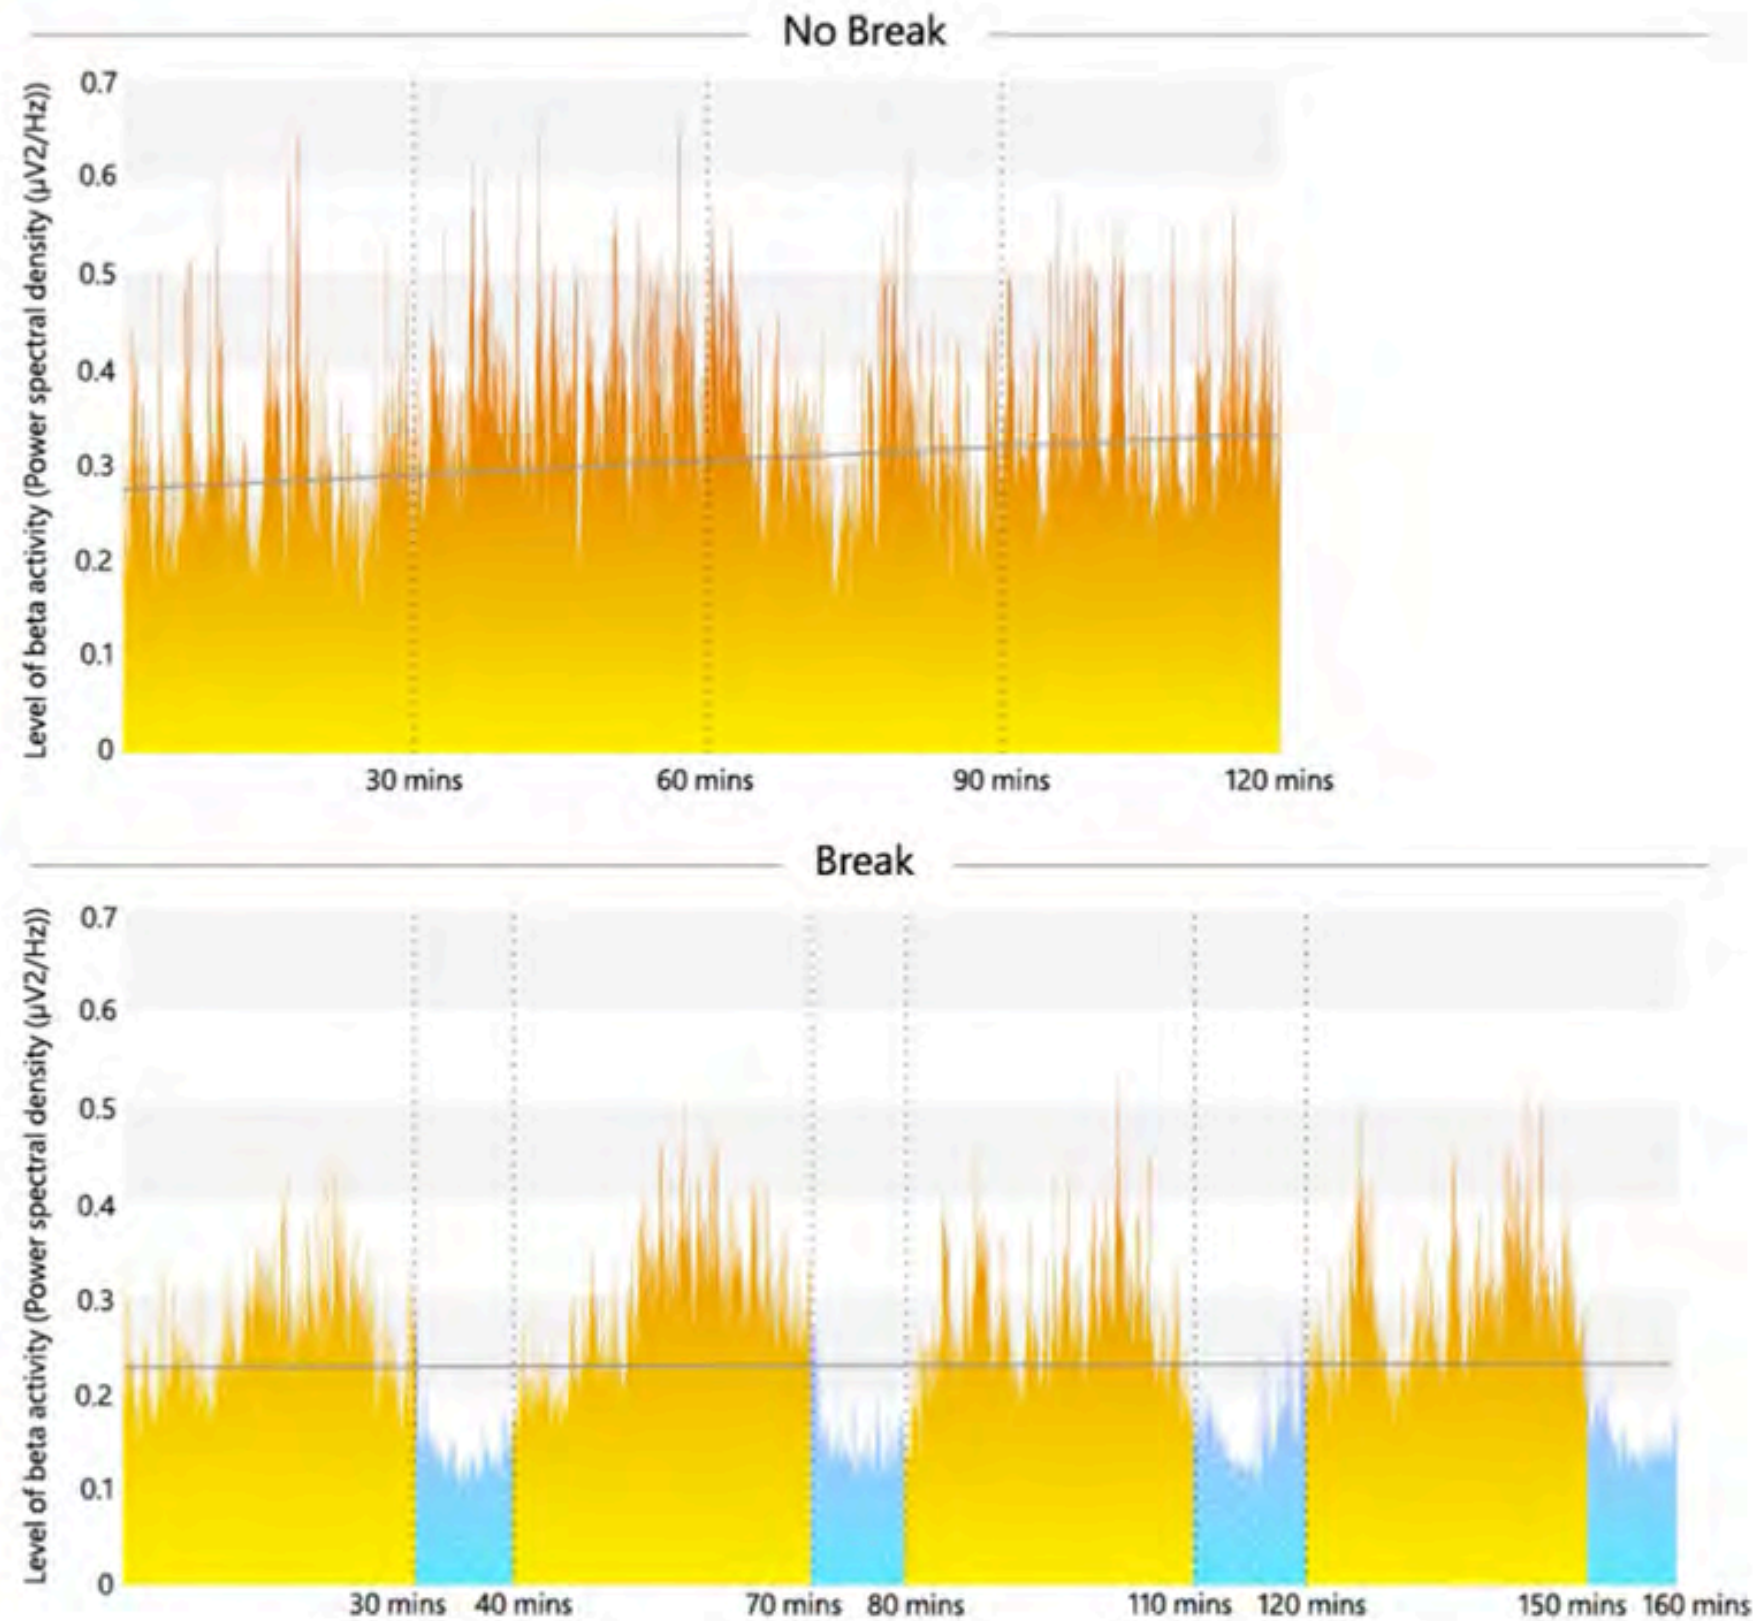 No Break
Level of beta activity (Power spectral density (µV2/Hz))
0.7
0.6
0.5
0.4
0.3
0.2
0.1
0
30 mins 60 mins 90 mins 120 mins
Break
Level of beta activity (Power spectral density (µV2/Hz))
0.7
0.6
0.5
0.4
0.3
0.2
0.1
0
30 mins 40 mins 70 mins 80 mins 110 mins 120 mins 150 mins 160 mins